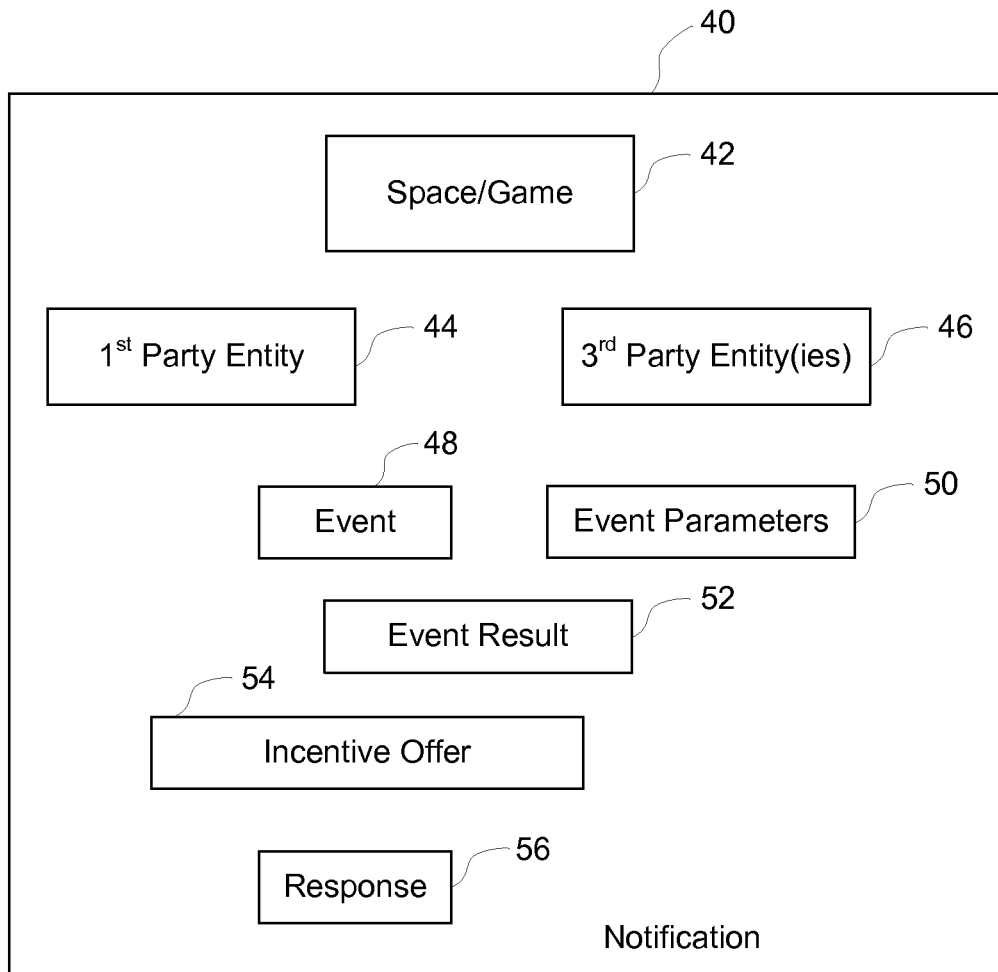 40
Space/Game
42
1st Party Entity
44
3rd Party Entity(ies)
46
48
Event
Event Parameters
50
Event Result
52
54
Incentive Offer
Response
56
Notification